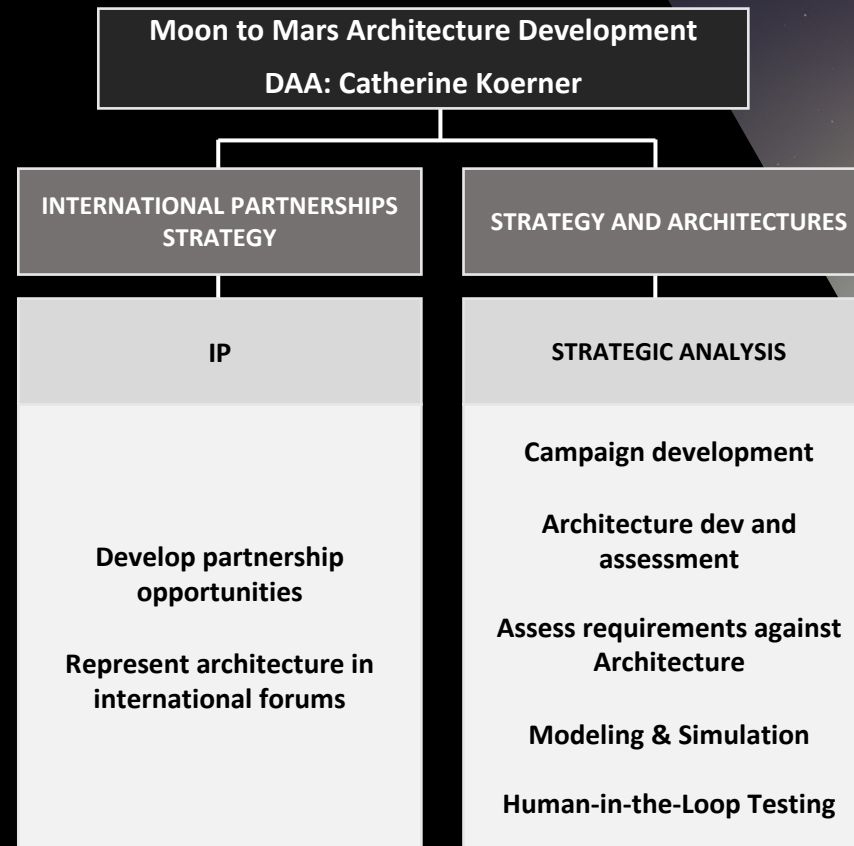 Moon to Mars Architecture Development
DAA: Catherine Koerner
INTERNATIONAL PARTNERSHIPS
STRATEGY
STRATEGY AND ARCHITECTURES
IP
STRATEGIC ANALYSIS
Develop partnership
opportunities
Represent architecture in
international forums
Campaign development
Architecture dev and
assessment
Assess requirements against
Architecture
Modeling & Simulation
Human-in-the-Loop Testing